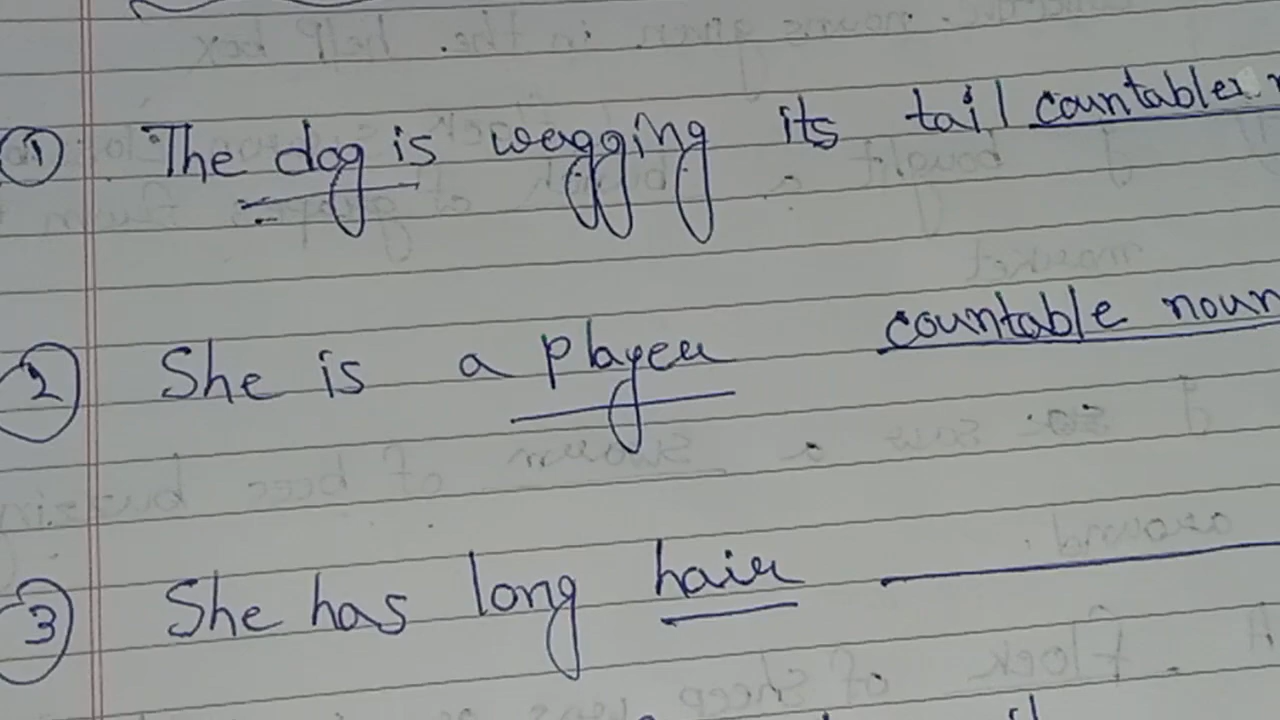 ① The dog is wagging its tail countable n
② She is a player countable noun
③ She has long hair